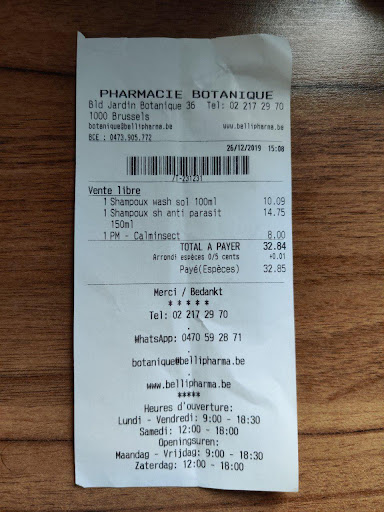 PHARMACIE BOTANIQUE
Bld Jardin Botanique 36 Tel: 02 217 29 70
1000 Brussels
botanique@bellipharma.be www.bellipharma.be
BCE : 0473.905.772
26/12/2019 15:08
/T-231231
Vente libre
1 Shampoux wash sol 100ml 10.09
1 Shampoux sh anti parasit 14.75
150ml
1 PM - Calminsect 8.00
TOTAL A PAYER 32.84
Arrondi espèces 0/5 cents +0.01
Payé(Espèces) 32.85
Merci / Bedankt
* * * * *
Tel: 02 217 29 70
.
WhatsApp: 0470 59 28 71
.
botanique@bellipharma.be
.
www.bellipharma.be
*****
Heures d'ouverture:
Lundi - Vendredi: 9:00 - 18:30
Samedi: 12:00 - 18:00
Openingsuren:
Maandag - Vrijdag: 9:00 - 18:30
Zaterdag: 12:00 - 18:00